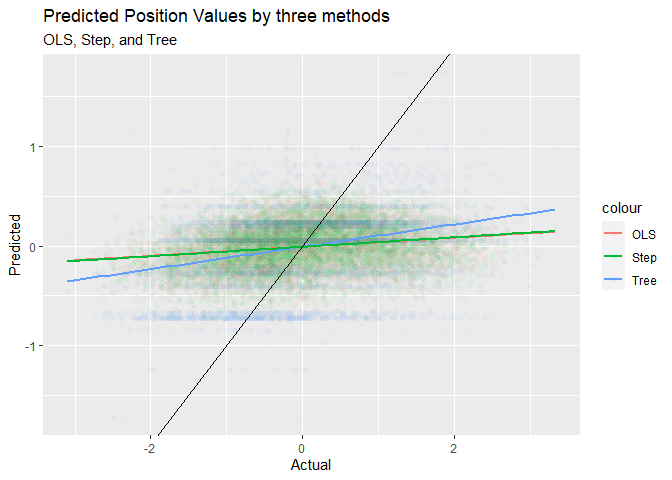 Predicted Position Values by three methods
OLS, Step, and Tree
1
0
-1
Predicted
-2
0
2
Actual
colour
OLS
Step
Tree